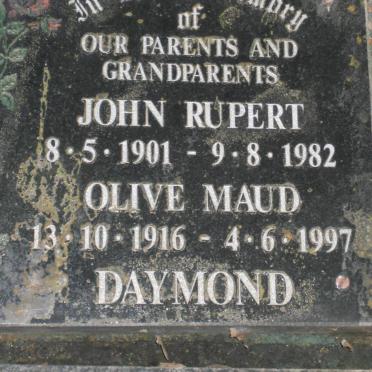 In
of
OUR PARENTS AND
GRANDPARENTS
JOHN RUPERT
8·5·1901 - 9·8·1982
OLIVE MAUD
13·10·1916 - 4·6·1997
DAYMOND